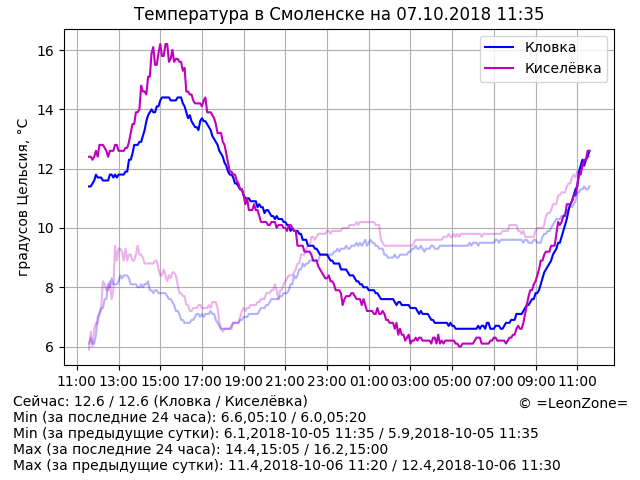 Температура в Смоленске на 07.10.2018 11:35
Кловка
Киселёвка
градусов Цельсия, °C
16
14
12
10
8
6
11:00 13:00 15:00 17:00 19:00 21:00 23:00 01:00 03:00 05:00 07:00 09:00 11:00
Сейчас: 12.6 / 12.6 (Кловка / Киселёвка)
© =LeonZone=
Min (за последние 24 часа): 6.6,05:10 / 6.0,05:20
Min (за предыдущие сутки): 6.1,2018-10-05 11:35 / 5.9,2018-10-05 11:35
Max (за последние 24 часа): 14.4,15:05 / 16.2,15:00
Max (за предыдущие сутки): 11.4,2018-10-06 11:20 / 12.4,2018-10-06 11:30